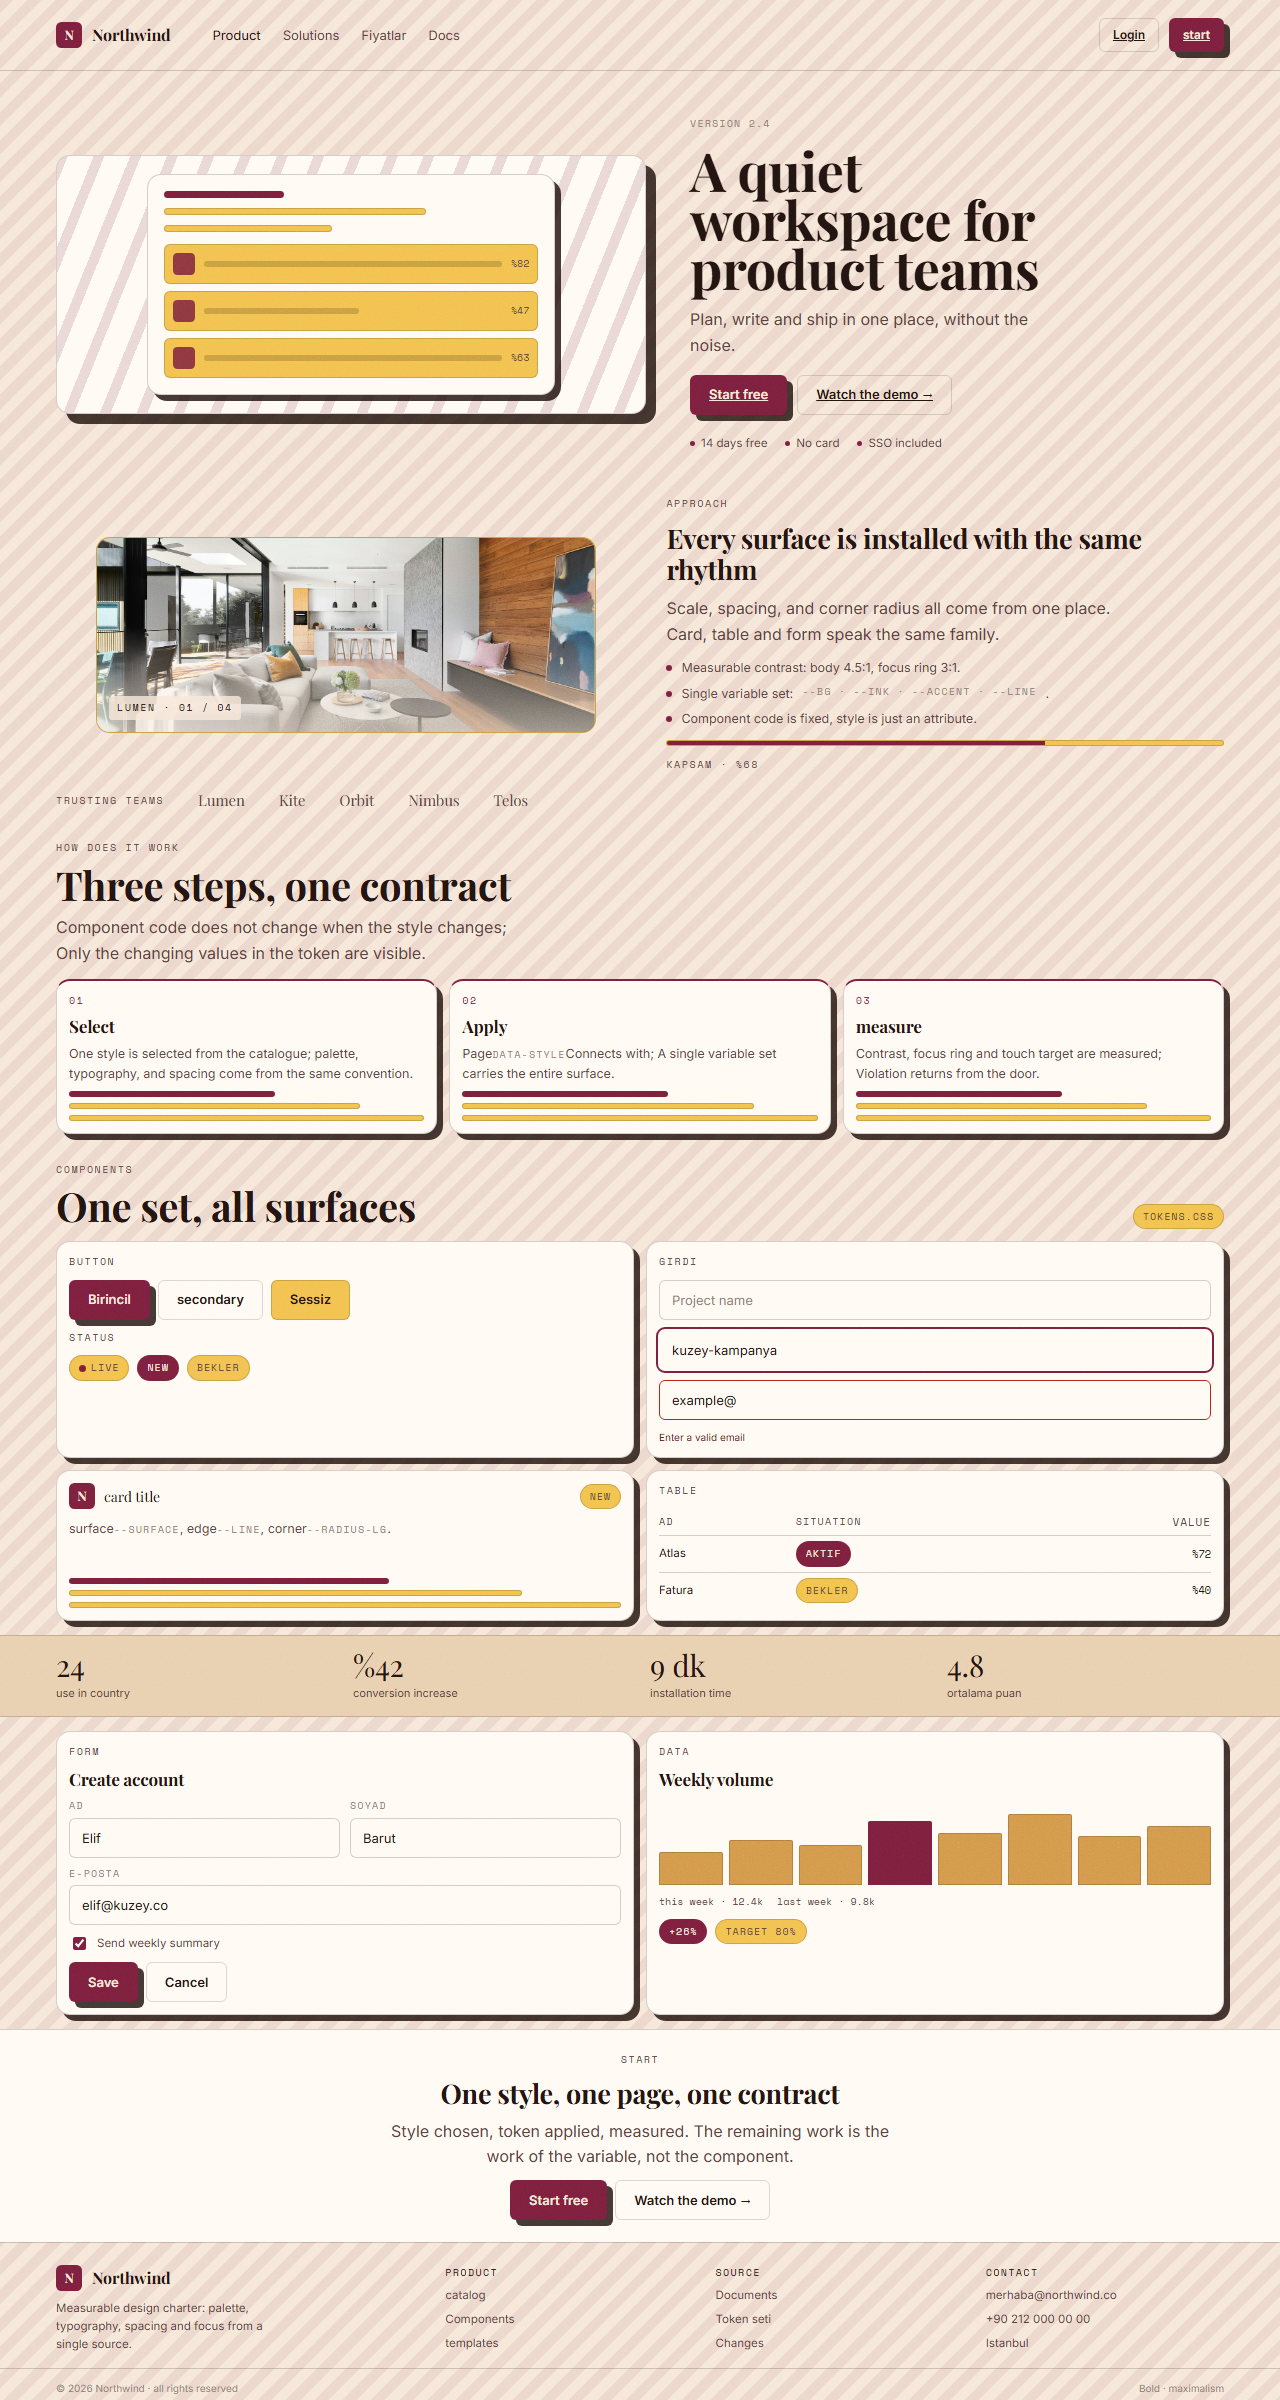 N Northwind Product Solutions Fiyatlar Docs Login start
VERSION 2.4
A quiet
workspace for
product teams
Plan, write and ship in one place, without the
noise.
Start free Watch the demo →
14 days free No card SSO included
%82
%47
%63
APPROACH
Every surface is installed with the same
rhythm
Scale, spacing, and corner radius all come from one place.
Card, table and form speak the same family.
Measurable contrast: body 4.5:1, focus ring 3:1.
Single variable set: --BG · --INK · --ACCENT · --LINE .
Component code is fixed, style is just an attribute.
KAPSAM · %68
LUMEN · 01 / 04
TRUSTING TEAMS Lumen Kite Orbit Nimbus Telos
HOW DOES IT WORK
Three steps, one contract
Component code does not change when the style changes;
Only the changing values in the token are visible.
01
Select
One style is selected from the catalogue; palette,
typography, and spacing come from the same convention.
02
Apply
PageDATA-STYLEConnects with; A single variable set
carries the entire surface.
03
measure
Contrast, focus ring and touch target are measured;
Violation returns from the door.
COMPONENTS
One set, all surfaces
TOKENS.CSS
BUTTON
Birincil secondary Sessiz
STATUS
LIVE NEW BEKLER
GIRDI
Project name
kuzey-kampanya
example@
Enter a valid email
N card title NEW
surface--SURFACE, edge--LINE, corner--RADIUS-LG.
TABLE
AD SITUATION VALUE
Atlas AKTIF %72
Fatura BEKLER %40
24
use in country
%42
conversion increase
9 dk
installation time
4.8
ortalama puan
FORM
Create account
AD SOYAD
Elif Barut
E-POSTA
elif@kuzey.co
Send weekly summary
Save Cancel
DATA
Weekly volume
this week · 12.4k last week · 9.8k
+26% TARGET 80%
START
One style, one page, one contract
Style chosen, token applied, measured. The remaining work is the
work of the variable, not the component.
Start free Watch the demo →
N Northwind
Measurable design charter: palette,
typography, spacing and focus from a
single source.
PRODUCT
catalog
Components
templates
SOURCE
Documents
Token seti
Changes
CONTACT
merhaba@northwind.co
+90 212 000 00 00
Istanbul
© 2026 Northwind · all rights reserved Bold · maximalism